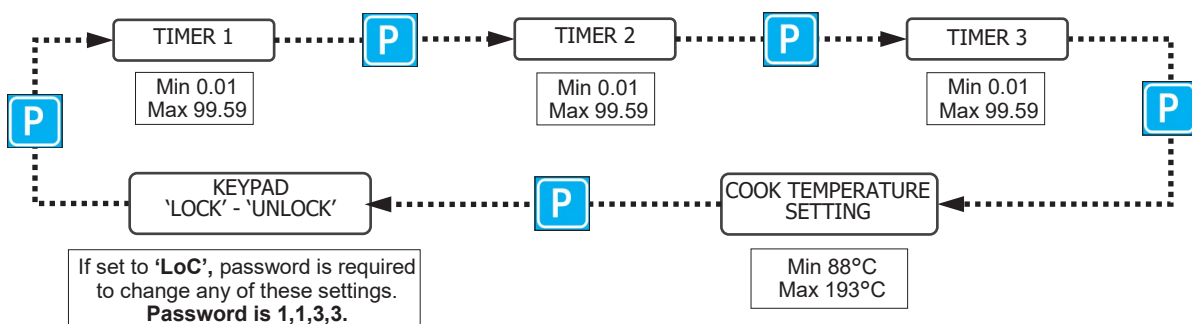 TIMER 1
P
TIMER 2
P
TIMER 3
Min 0.01
Max 99.59
Min 0.01
Max 99.59
Min 0.01
Max 99.59
P
P
KEYPAD
‘LOCK’ - ‘UNLOCK’
P
COOK TEMPERATURE
SETTING
If set to ‘LoC’, password is required
to change any of these settings.
Password is 1,1,3,3.
Min 88°C
Max 193°C